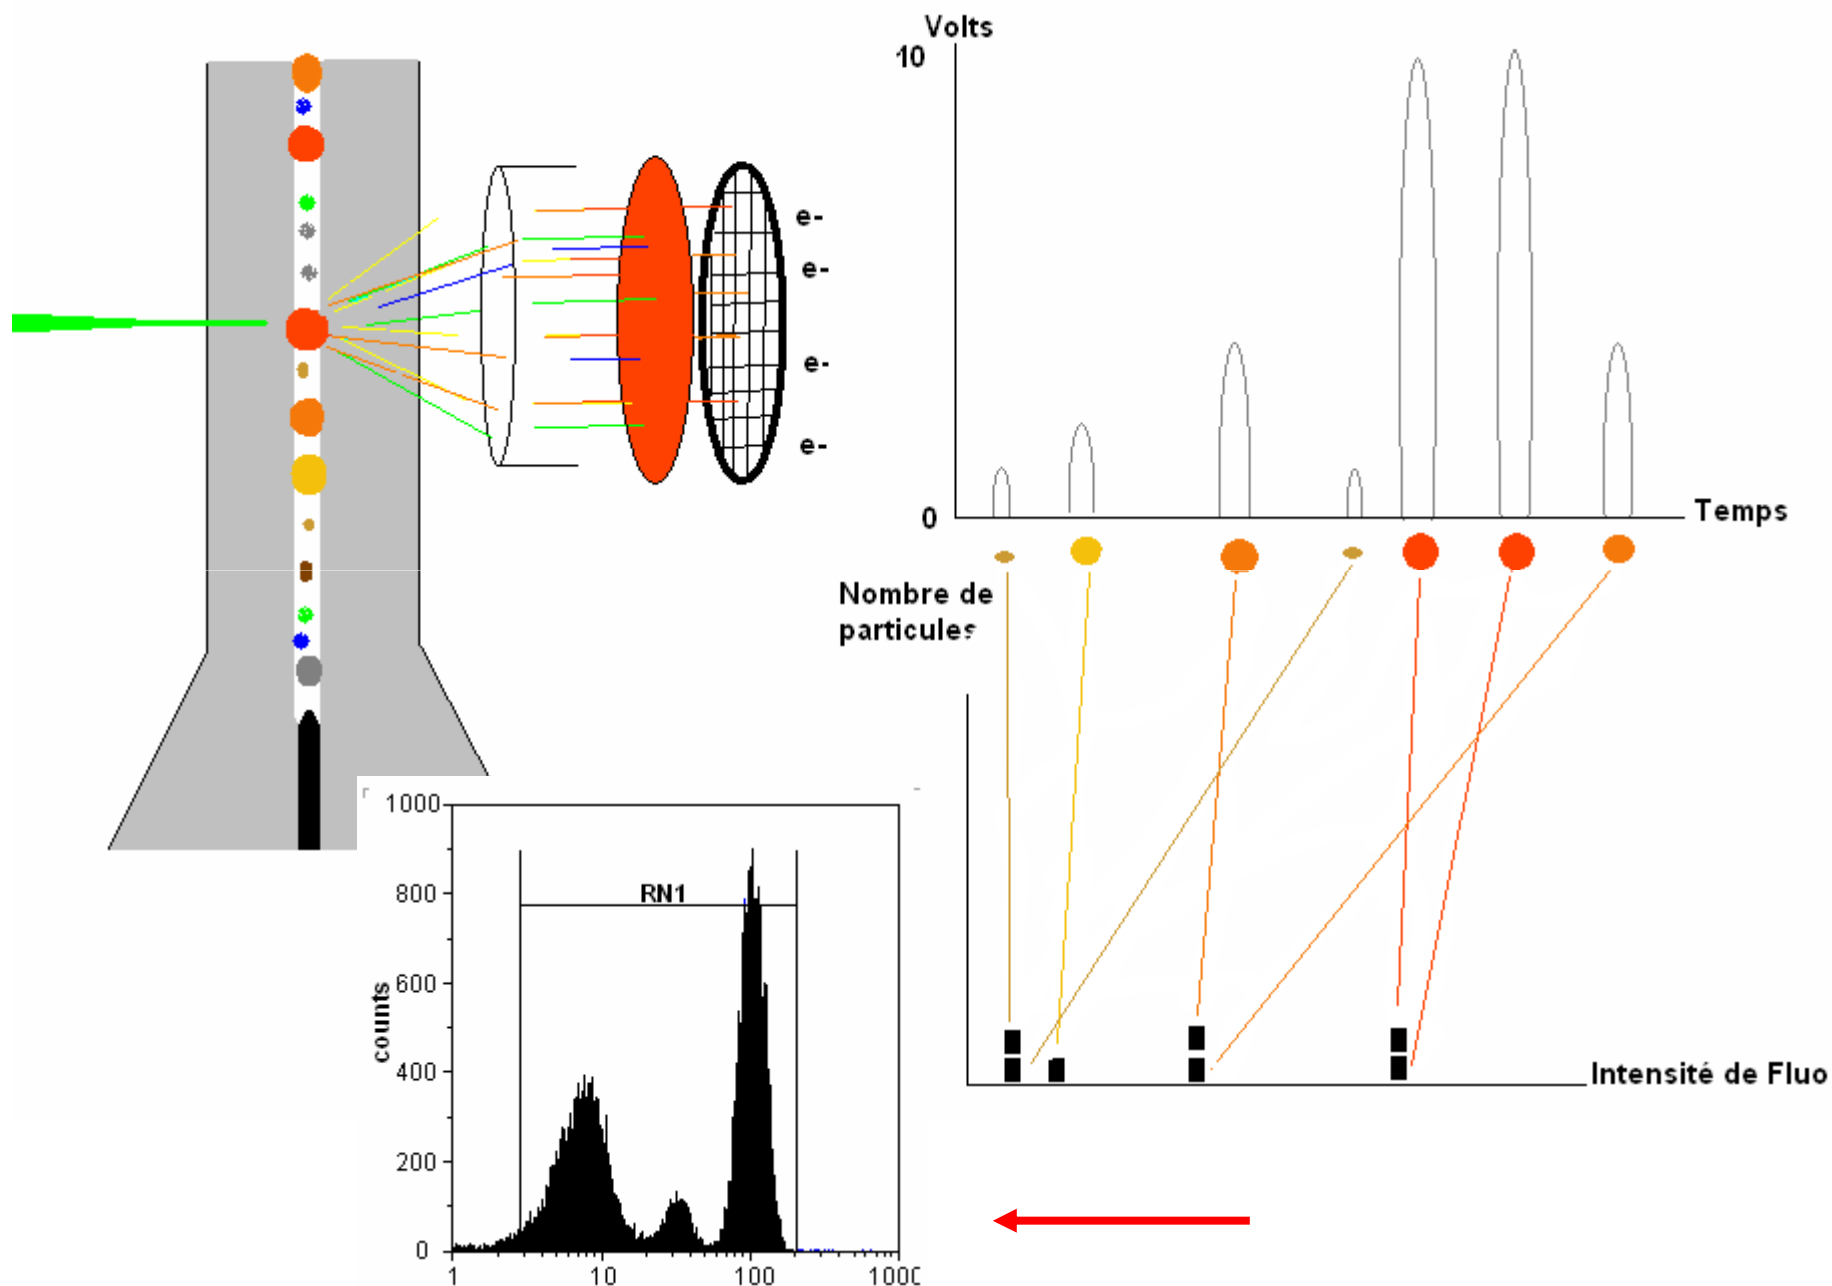 Volts
10
e-
e-
e-
e-
0
Temps
Nombre de
particules
Intensité de Fluo
1000
800
600
400
200
0
counts
RN1
1
10
100
1000